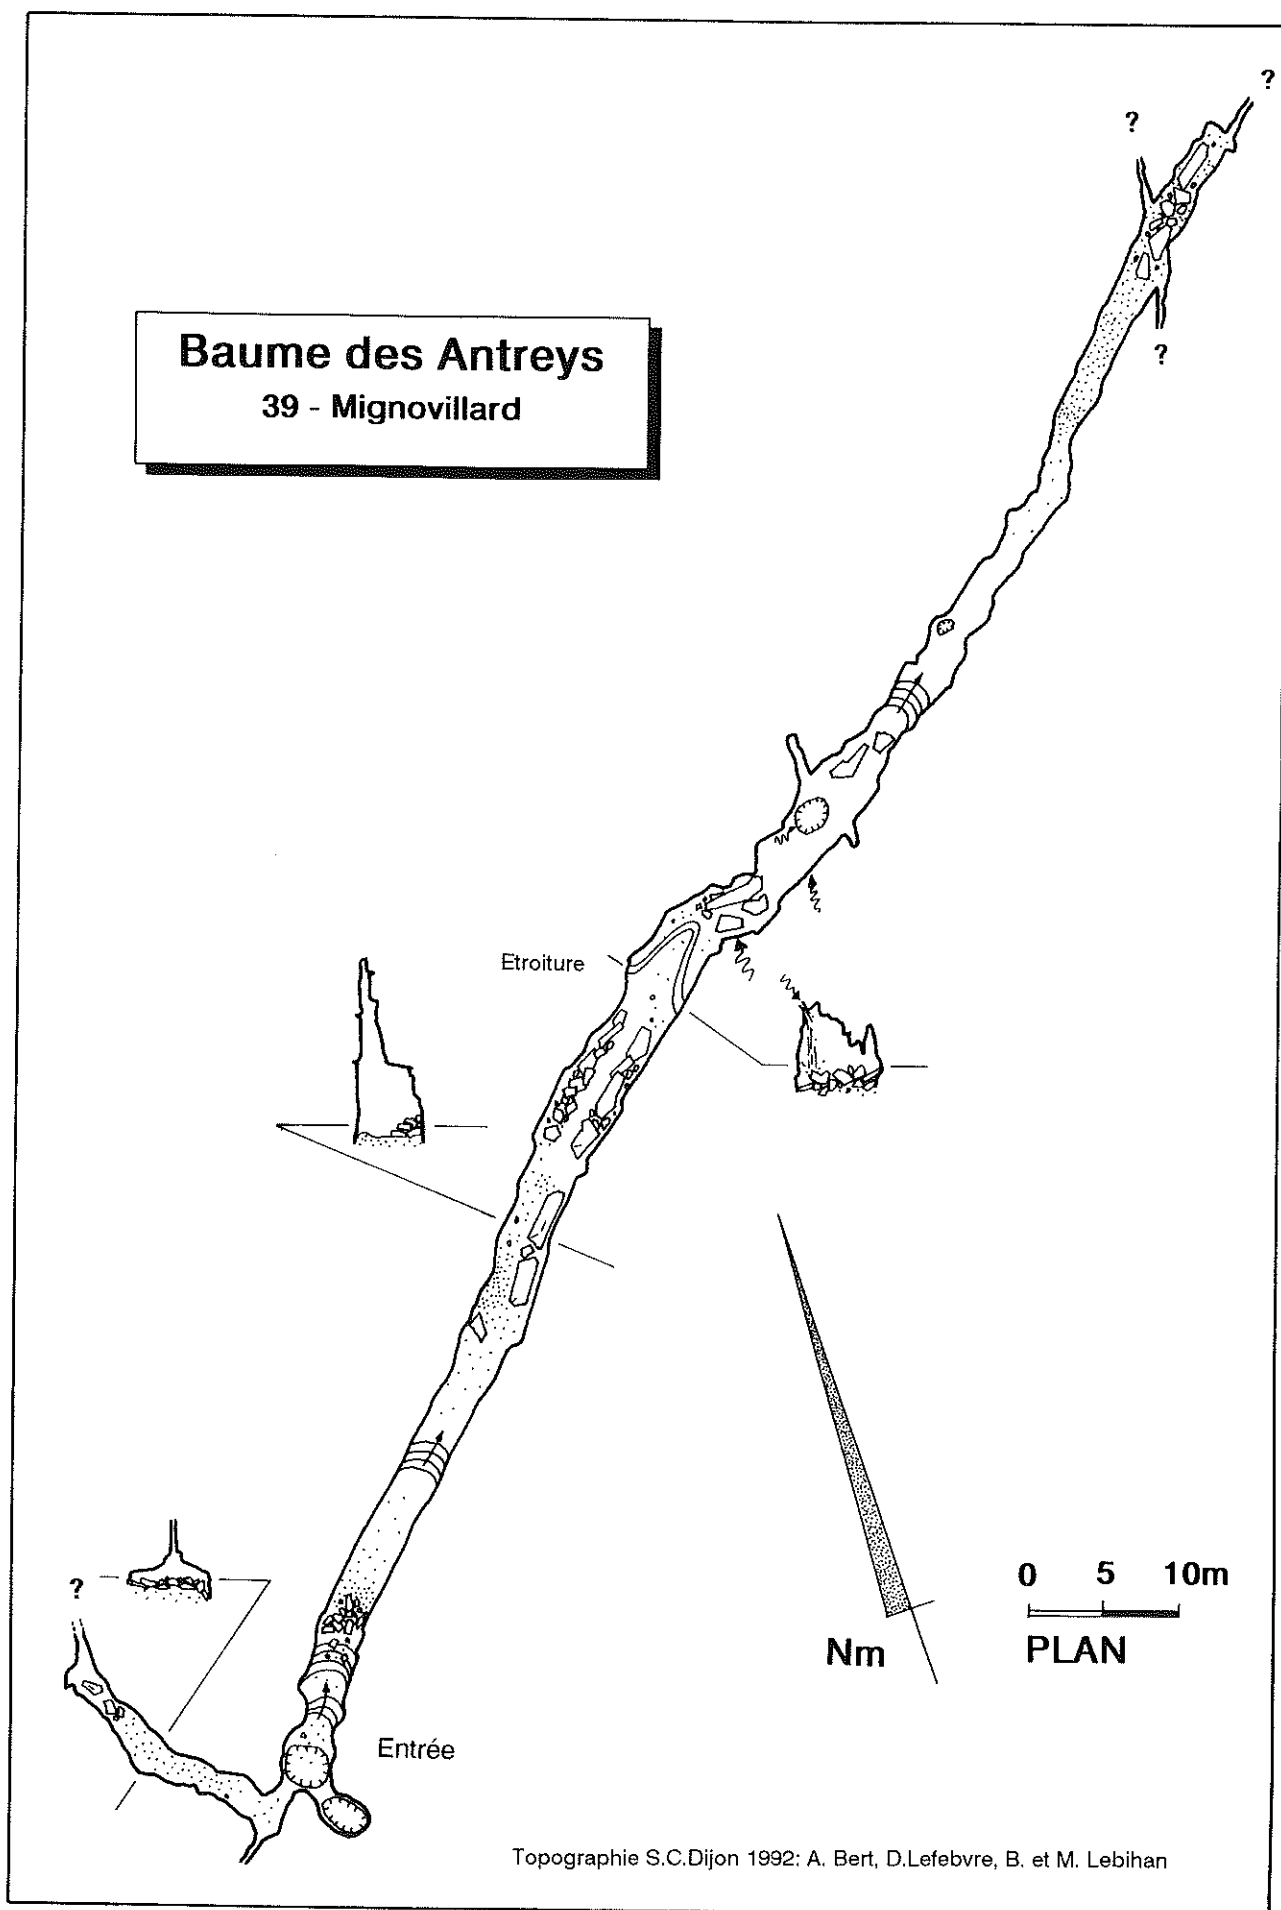 ?
?
Baume des Antreys
39 - Mignovillard
?
Etroiture
?
0 5 10m
Nm
PLAN
Entrée
Topographie S.C.Dijon 1992: A. Bert, D.Lefebvre, B. et M. Lebihan